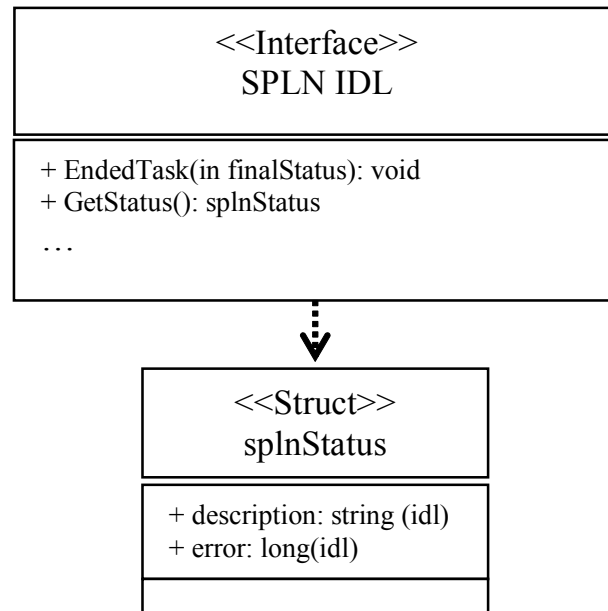 <<Interface>>
SPLN IDL
+ EndedTask(in finalStatus): void
+ GetStatus(): splnStatus
…
<<Struct>>
splnStatus
+ description: string (idl)
+ error: long(idl)